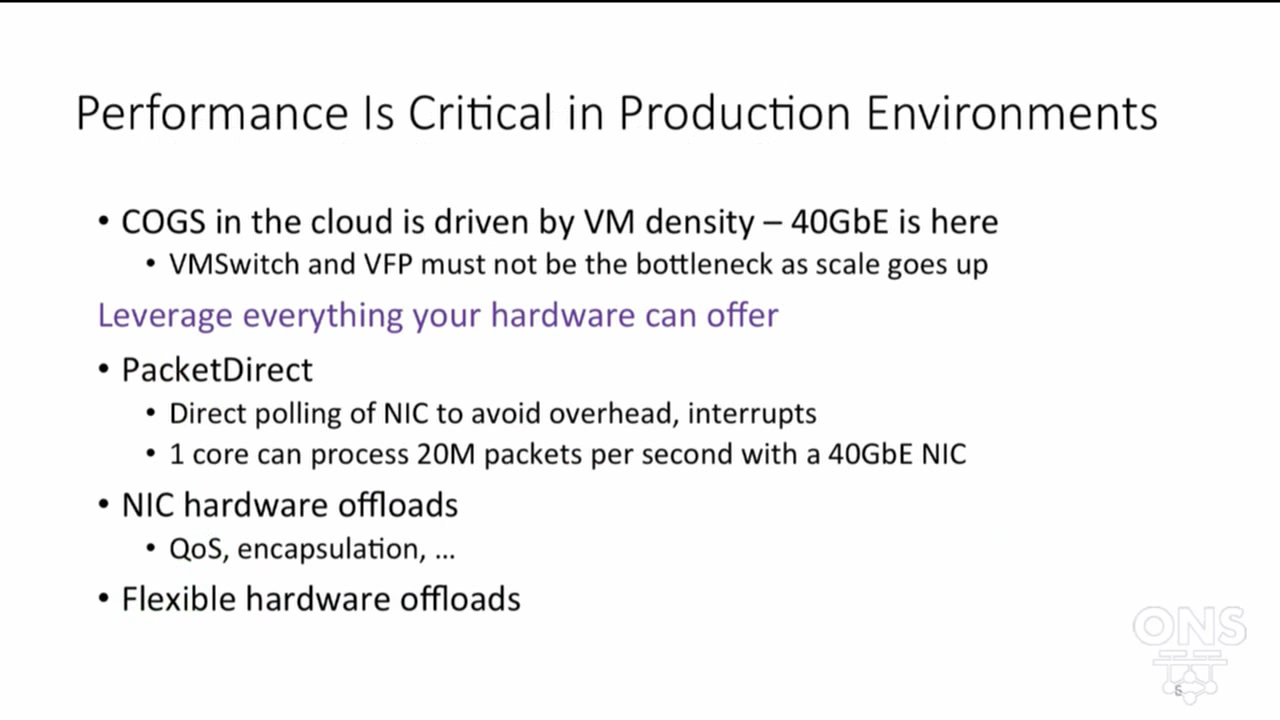 Performance Is Critical in Production Environments
• COGS in the cloud is driven by VM density – 40GbE is here
• VMSwitch and VFP must not be the bottleneck as scale goes up
Leverage everything your hardware can offer
• PacketDirect
• Direct polling of NIC to avoid overhead, interrupts
• 1 core can process 20M packets per second with a 40GbE NIC
• NIC hardware offloads
• QoS, encapsulation, ...
• Flexible hardware offloads
ONS